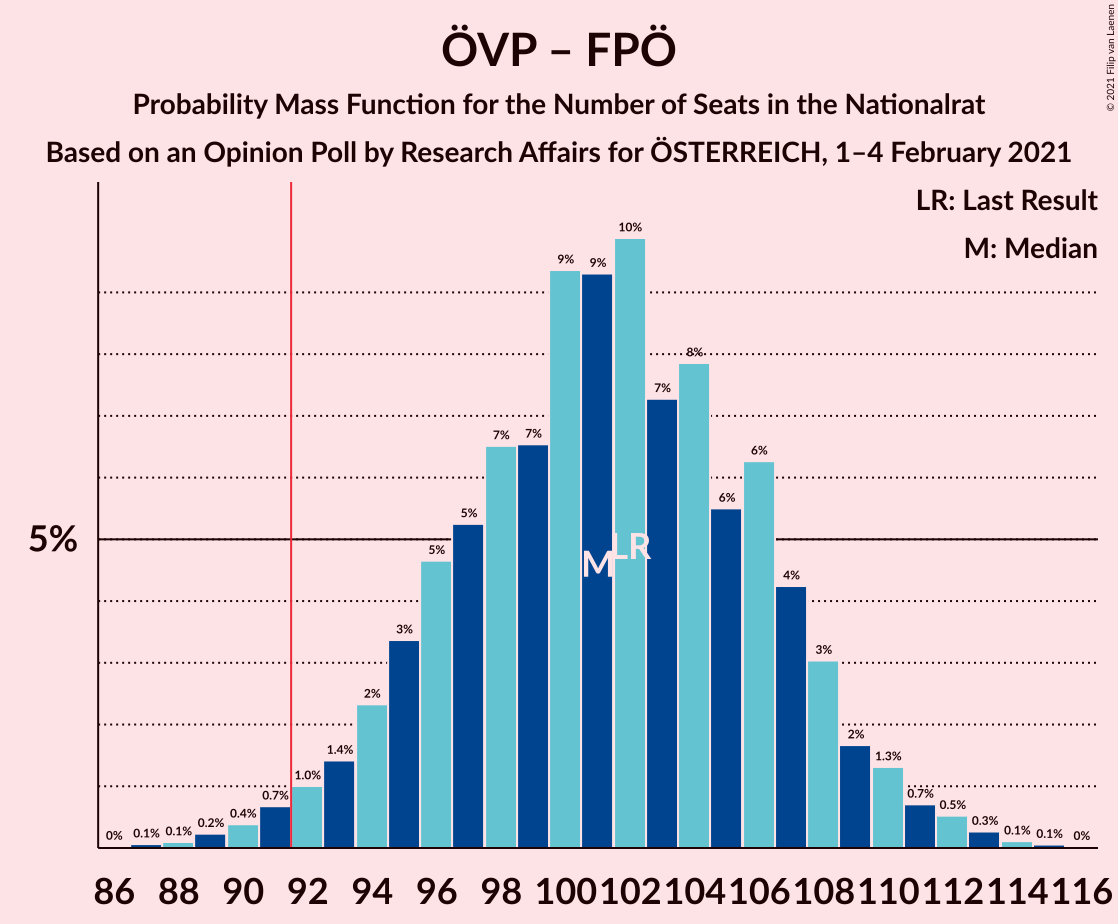 ÖVP – FPÖ
Probability Mass Function for the Number of Seats in the Nationalrat
Based on an Opinion Poll by Research Affairs for ÖSTERREICH, 1–4 February 2021
© 2021 Filip van Laenen
LR: Last Result
M: Median
5%
0% 0.1% 0.1% 0.2% 0.4% 0.7% 1.0% 1.4% 2% 3% 5% 5% 7% 7% 9% 9% 10% 7% 8% 6% 6% 4% 3% 2% 1.3% 0.7% 0.5% 0.3% 0.1% 0.1% 0%
M LR
86 88 90 92 94 96 98 100 102 104 106 108 110 112 114 116